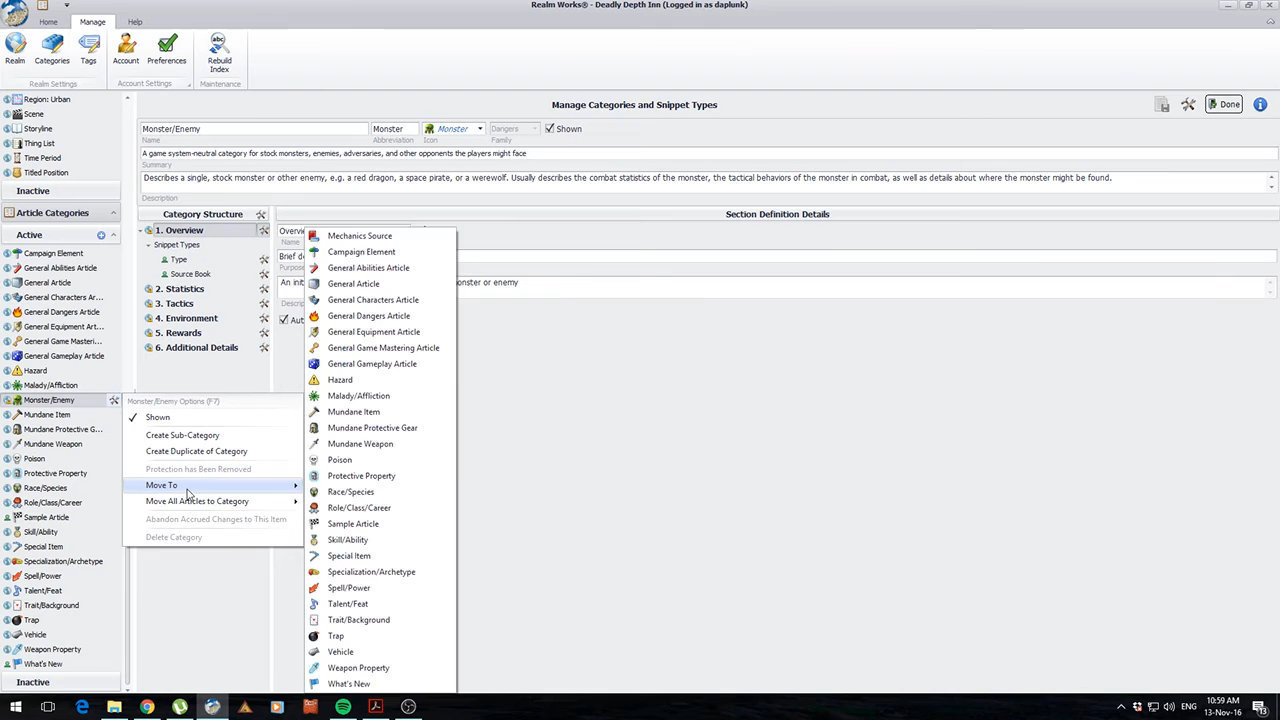 Realm Works® - Deadly Depth Inn (Logged in as daplunk)
Home
Manage
Help
Realm
Categories
Tags
Account
Preferences
abc
Rebuild
Index
Realm Settings
Account Settings
Maintenance
Region: Urban
Scene
Storyline
Thing List
Time Period
Titled Position
Inactive
Article Categories
Active
Campaign Element
General Abilities Article
General Article
General Characters Ar...
General Dangers Article
General Equipment Art...
General Game Masteri...
General Gameplay Article
Hazard
Malady/Affliction
Monster/Enemy
Mundane Item
Mundane Protective G...
Mundane Weapon
Poison
Protective Property
Race/Species
Role/Class/Career
Sample Article
Skill/Ability
Special Item
Specialization/Archetype
Spell/Power
Talent/Feat
Trait/Background
Trap
Vehicle
Weapon Property
What's New
Inactive
Manage Categories and Snippet Types
Done
Monster/Enemy
Monster
Monster
Dangers
Shown
Name
Abbreviation
Icon
Family
A game system-neutral category for stock monsters, enemies, adversaries, and other opponents the players might face
Summary
Describes a single, stock monster or other enemy, e.g. a red dragon, a space pirate, or a werewolf. Usually describes the combat statistics of the monster, the tactical behaviors of the monster in combat, as well as details about where the monster might be found.
Description
Category Structure
Section Definition Details
1. Overview
Snippet Types
Type
Source Book
2. Statistics
3. Tactics
4. Environment
5. Rewards
6. Additional Details
Overvi
Name
Brief de
Purpos
An init
monster or enemy
Descrip
Aut
Monster/Enemy Options (F7)
Shown
Create Sub-Category
Create Duplicate of Category
Protection has Been Removed
Move To
Move All Articles to Category
Abandon Accrued Changes to This Item
Delete Category
Mechanics Source
Campaign Element
General Abilities Article
General Article
General Characters Article
General Dangers Article
General Equipment Article
General Game Mastering Article
General Gameplay Article
Hazard
Malady/Affliction
Mundane Item
Mundane Protective Gear
Mundane Weapon
Poison
Protective Property
Race/Species
Role/Class/Career
Sample Article
Skill/Ability
Special Item
Specialization/Archetype
Spell/Power
Talent/Feat
Trait/Background
Trap
Vehicle
Weapon Property
What's New
10:59 AM
13-Nov-16